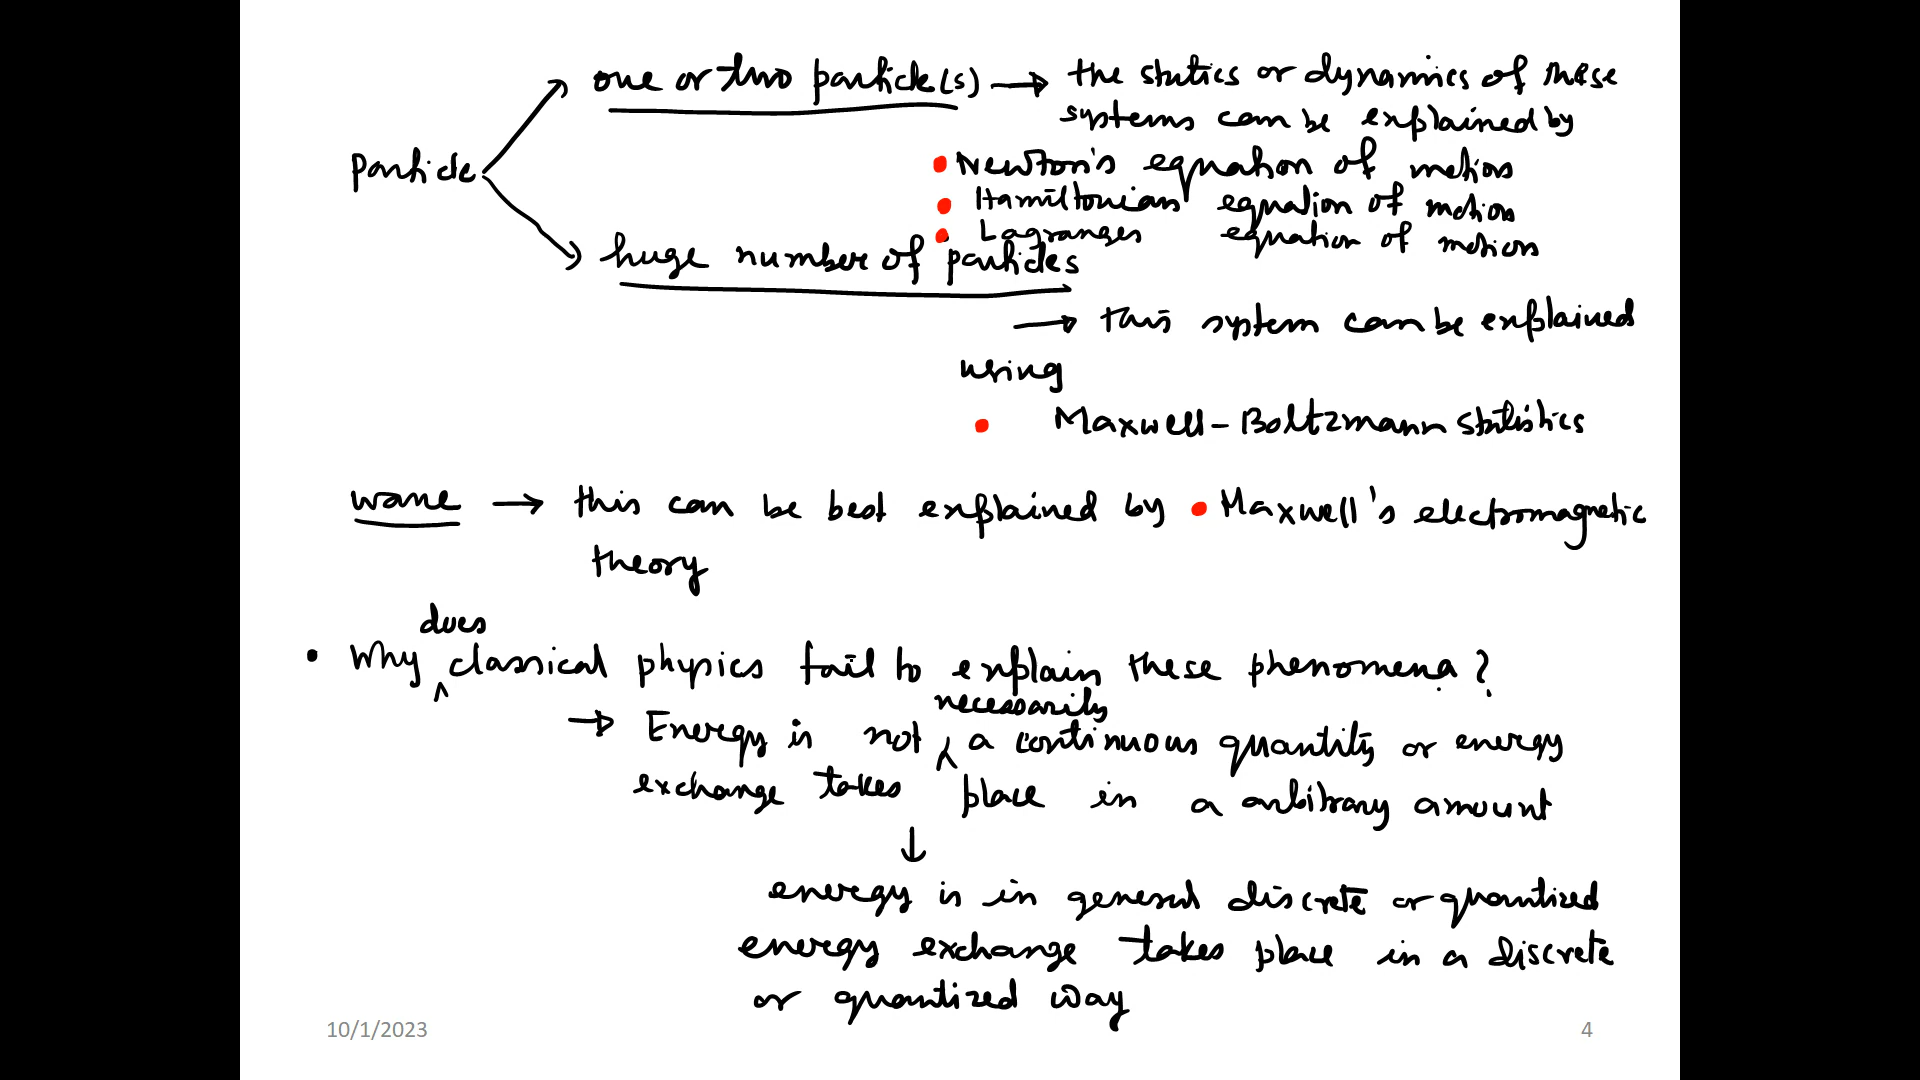 one or two particle(s) → the statics or dynamics of these
systems can be explained by
Particle
• Newton's equation of motion
• Hamiltonian equation of motion
• Lagranges equation of motion
huge number of particles
→ this system can be explained
using
• Maxwell-Boltzmann statistics
wave → this can be best explained by • Maxwell's electromagnetic
theory
does
• Why ^ classical physics fail to explain these phenomena?
necessarily
→ Energy is not ^ a continuous quantity or energy
exchange takes place in a arbitrary amount
↓
energy is in general discrete or quantized
energy exchange takes place in a discrete
or quantized way
10/1/2023
4